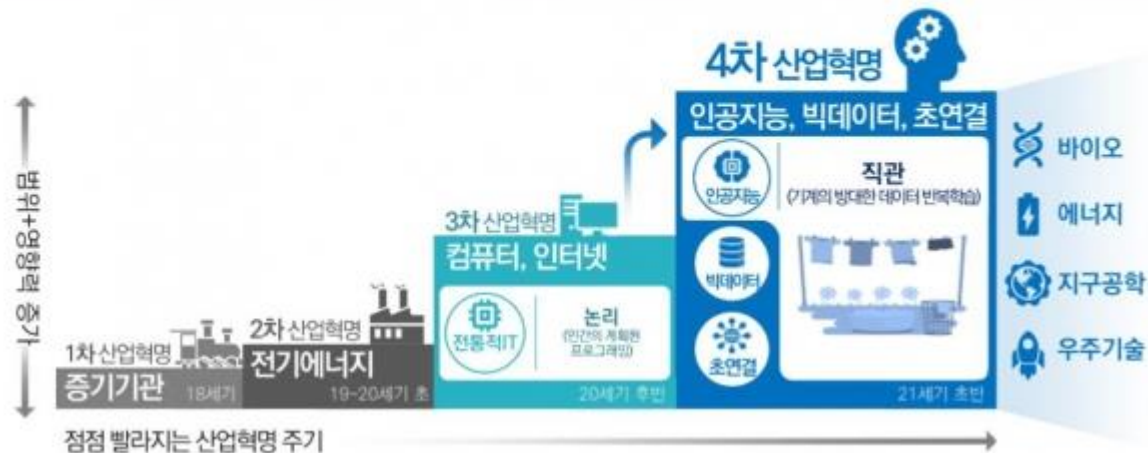 4차 산업혁명
인공지능, 빅데이터, 초연결
인공지능
직관
(기계의 방대한 데이터 반복학습)
빅데이터
초연결
21세기 초반
3차 산업혁명
컴퓨터, 인터넷
전통적IT
논리
(인간의 계획된
프로그래밍)
20세기 후반
2차 산업혁명
전기에너지
19~20세기 초
1차 산업혁명
증기기관
18세기
범위+영향력 증가
점점 빨라지는 산업혁명 주기
바이오
에너지
지구공학
우주기술